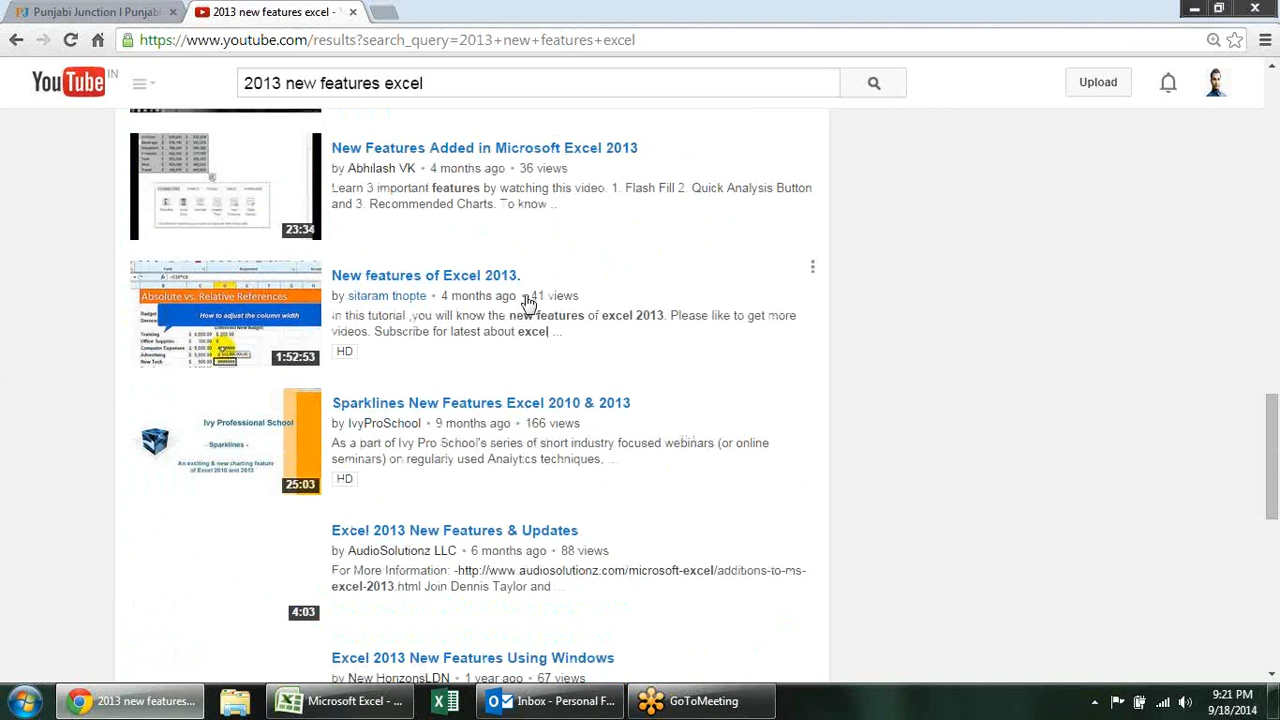 Punjabi Junction I Punjab
2013 new features excel -
https://www.youtube.com/results?search_query=2013+new+features+excel
YouTube IN
2013 new features excel
Upload
New Features Added in Microsoft Excel 2013
by Abhilash VK • 4 months ago • 36 views
Learn 3 important features by watching this video. 1. Flash Fill 2. Quick Analysis Button
and 3. Recommended Charts. To know ...
23:34
New features of Excel 2013.
by sitaram tnopte • 4 months ago • 41 views
In this tutorial you will know the new features of excel 2013. Please like to get more
videos. Subscribe for latest about excel ...
HD
Absolute vs. Relative References
How to adjust the column width
1:52:53
Sparklines New Features Excel 2010 & 2013
by IvyProSchool • 9 months ago • 166 views
As a part of Ivy Pro School's series of short industry focused webinars (or online
seminars) on regularly used Analytics techniques, ...
HD
Ivy Professional School
- Sparklines -
An exciting & new charting feature
of Excel 2010 and 2013
25:03
Excel 2013 New Features & Updates
by AudioSolutionz LLC • 6 months ago • 88 views
For More Information: -http://www.audiosolutionz.com/microsoft-excel/additions-to-ms-
excel-2013.html Join Dennis Taylor and ...
4:03
Excel 2013 New Features Using Windows
by New HorizonsLDN • 1 year ago • 67 views
2013 new features...
Microsoft Excel - ...
Inbox - Personal F...
GoToMeeting
9:21 PM
9/18/2014